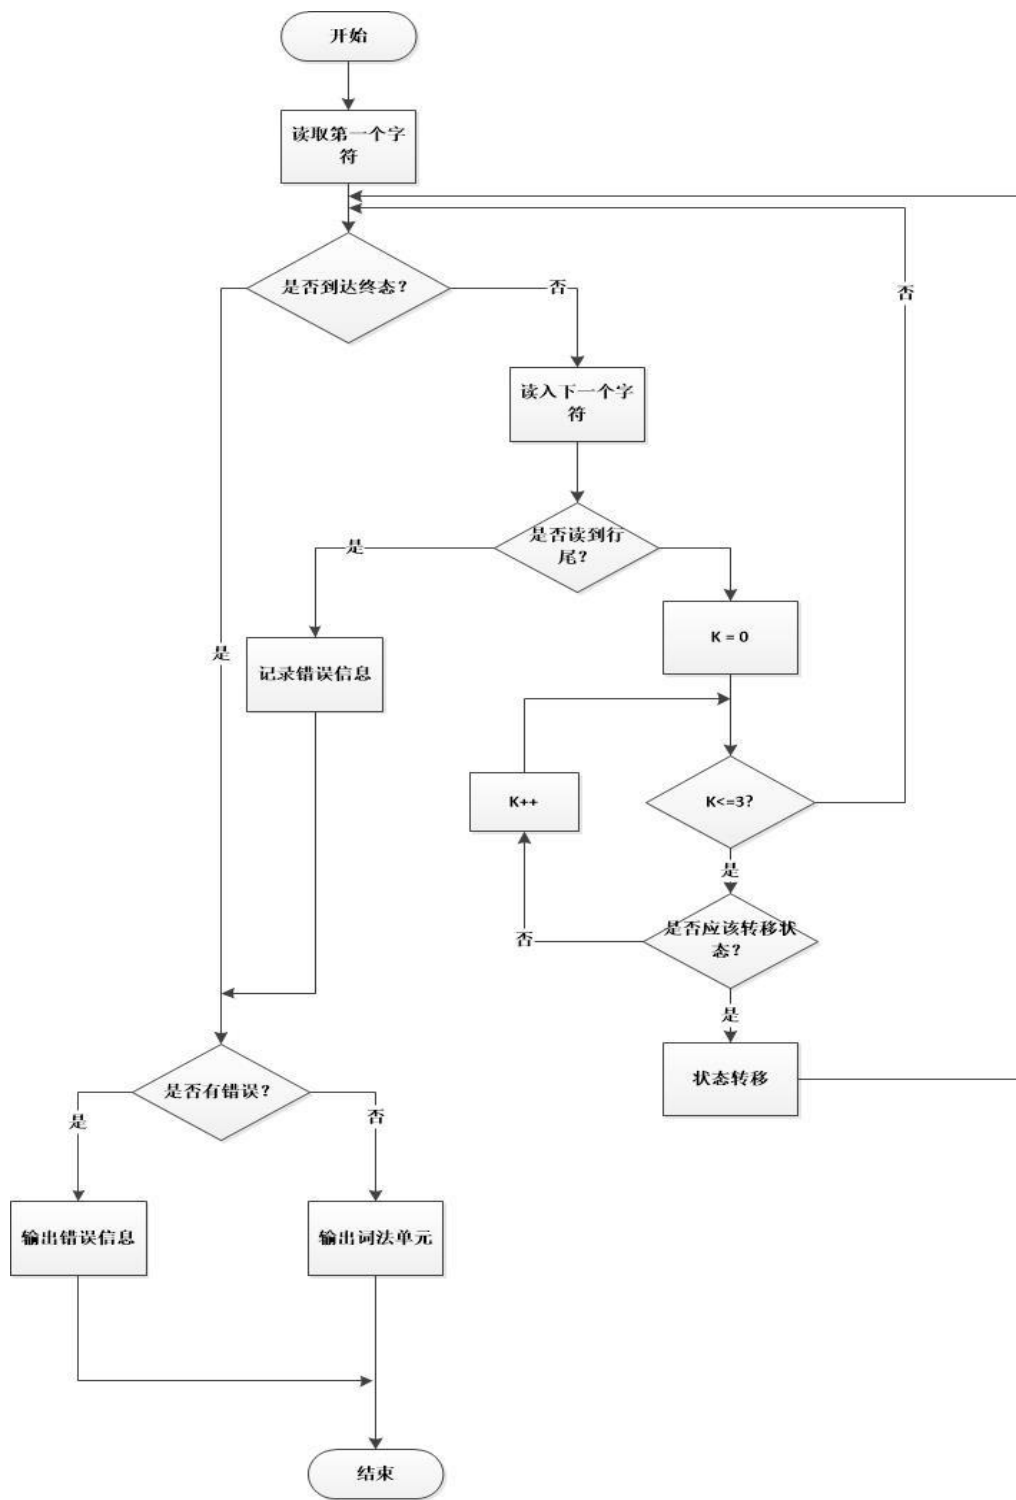 开始
读取第一个字
符
是否到达终态？
否
否
读入下一个字
符
是否读到行
尾？
是
K = 0
是
记录错误信息
K++
K<=3?
是
是否应该转移状
态？
否
是
状态转移
是否有错误？
是
否
输出错误信息
输出词法单元
结束